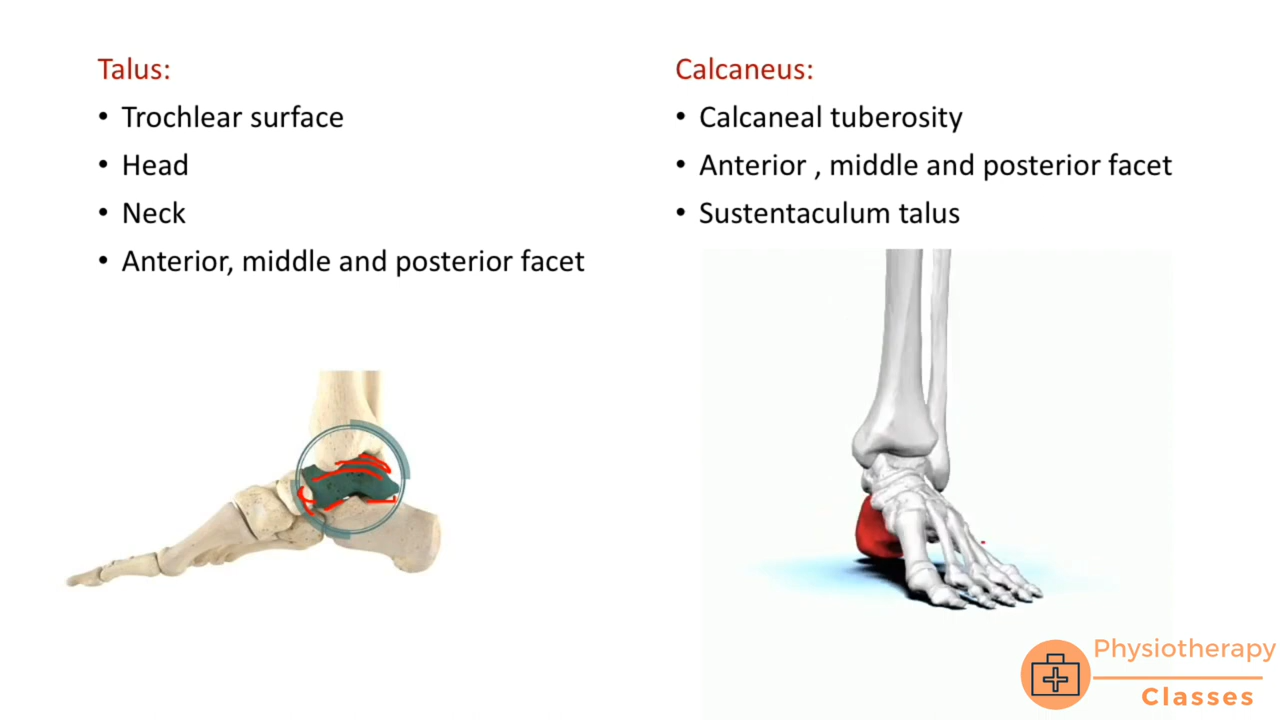 Talus:
• Trochlear surface
• Head
• Neck
• Anterior, middle and posterior facet
Calcaneus:
• Calcaneal tuberosity
• Anterior , middle and posterior facet
• Sustentaculum talus
Physiotherapy
Classes